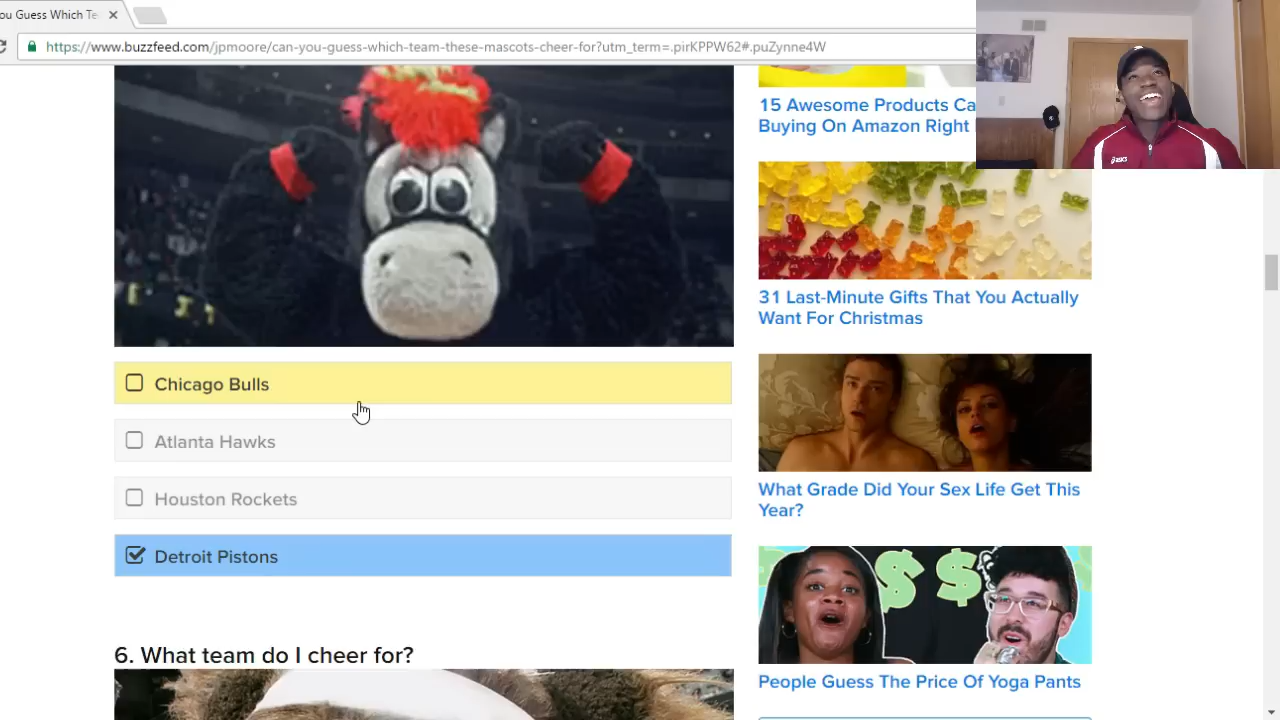 ou Guess Which Te
https://www.buzzfeed.com/jpmoore/can-you-guess-which-team-these-mascots-cheer-for?utm_term=.pirKPPW62#.puZynne4W
15 Awesome Products Ca
Buying On Amazon Right
asics
31 Last-Minute Gifts That You Actually
Want For Christmas
Chicago Bulls
Atlanta Hawks
Houston Rockets
Detroit Pistons
What Grade Did Your Sex Life Get This
Year?
6. What team do I cheer for?
People Guess The Price Of Yoga Pants